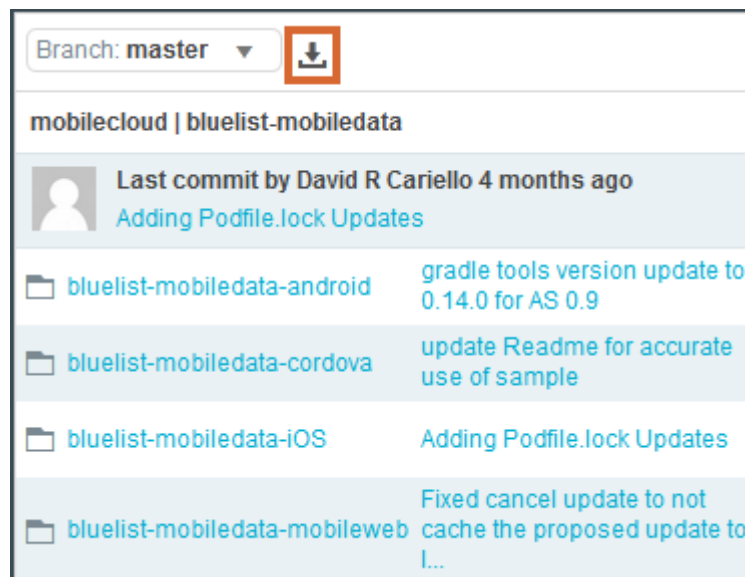 Branch: master
mobilecloud | bluelist-mobiledata
Last commit by David R Cariello 4 months ago
Adding Podfile.lock Updates
bluelist-mobiledata-android
gradle tools version update to
0.14.0 for AS 0.9
bluelist-mobiledata-cordova
update Readme for accurate
use of sample
bluelist-mobiledata-iOS
Adding Podfile.lock Updates
bluelist-mobiledata-mobileweb
Fixed cancel update to not
cache the proposed update to
l...